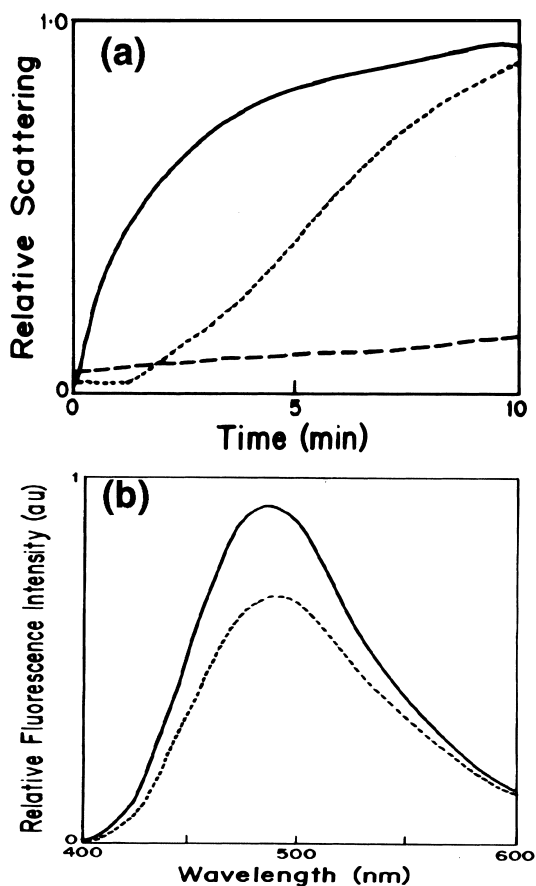 (a)
1.0
Relative Scattering
0
0 5 10
Time (min)
(b)
1
Relative Fluorescence Intensity (au)
0
400 500 600
Wavelength (nm)